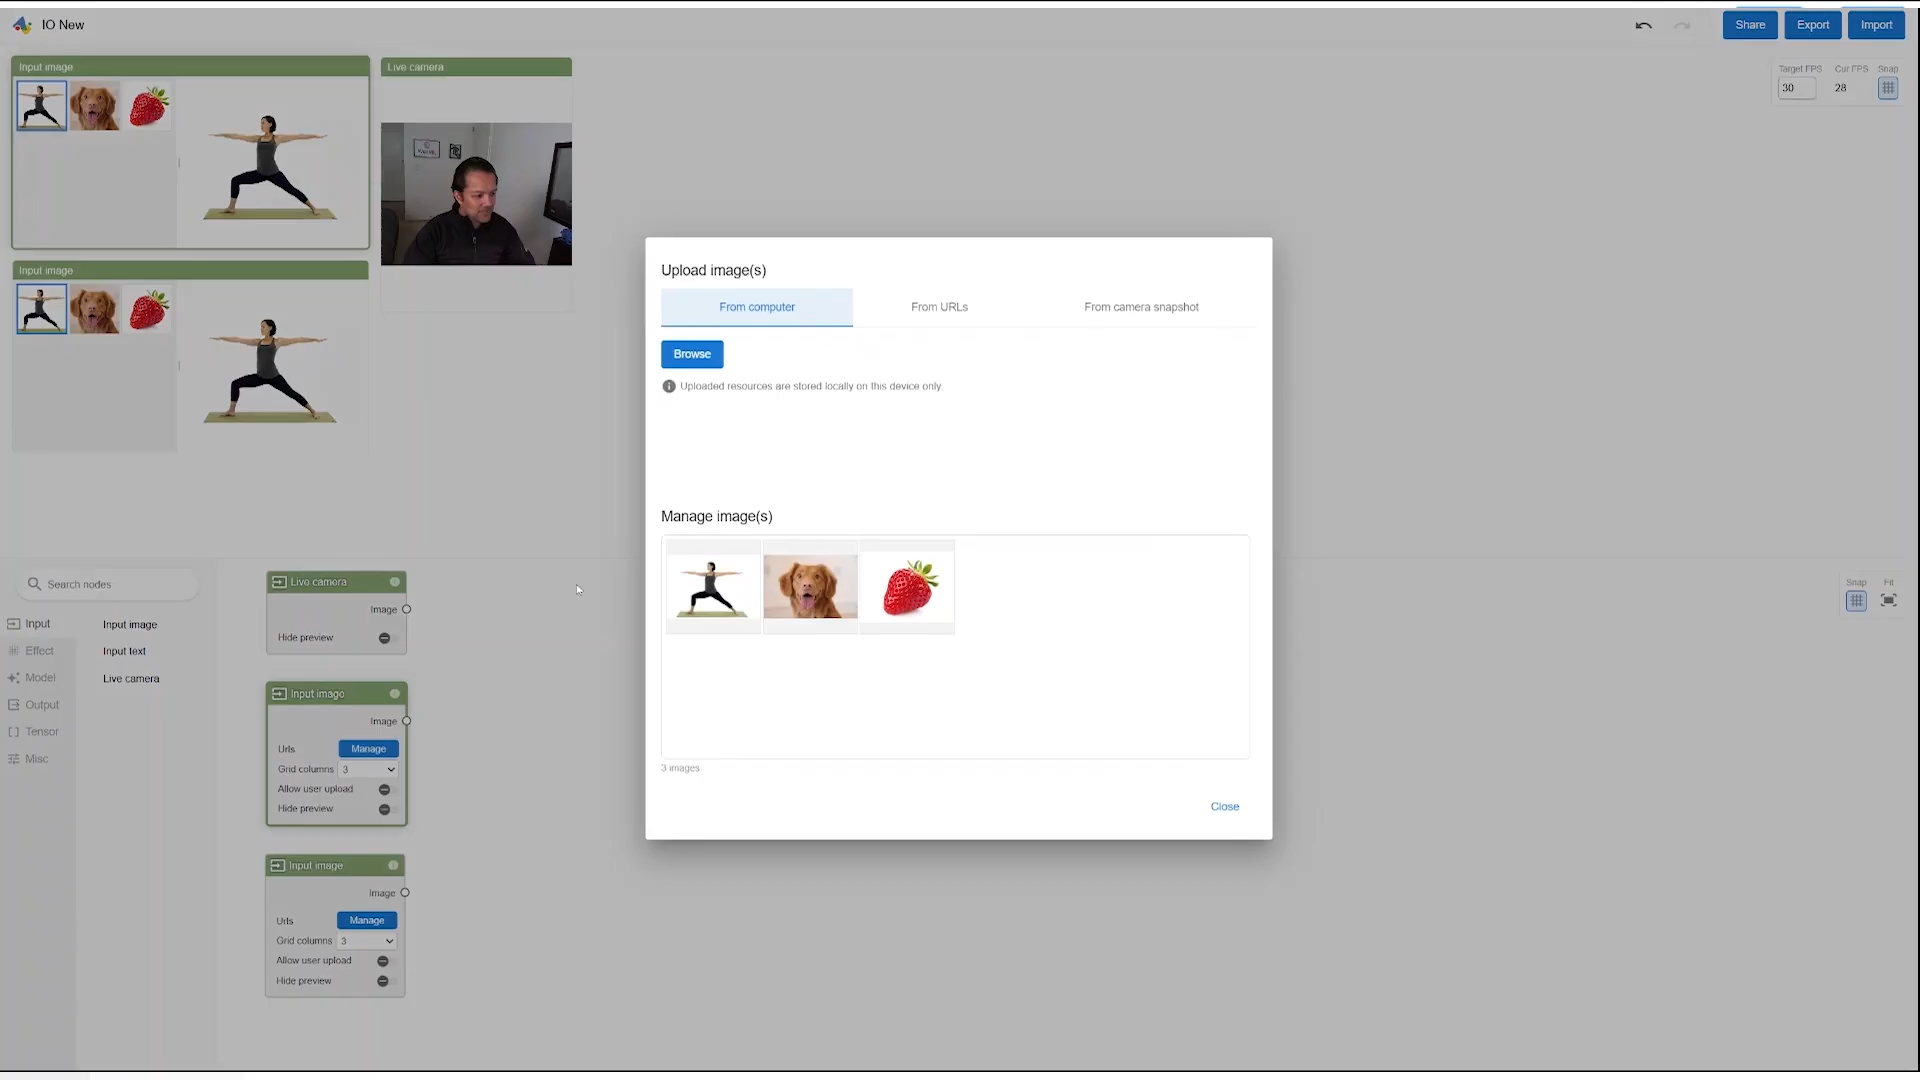 IO New
Share
Export
Import
Input image
Live camera
Target FPS
Cur FPS
Snap
30
28
Input image
Upload image(s)
From computer
From URLs
From camera snapshot
Browse
Uploaded resources are stored locally on this device only
Manage image(s)
3 images
Close
Search nodes
Input
Effect
Model
Output
Tensor
Misc
Input image
Input text
Live camera
Live camera
Image
Hide preview
Input image
Image
Urls
Manage
Grid columns
3
Allow user upload
Hide preview
Input image
Image
Urls
Manage
Grid columns
3
Allow user upload
Hide preview
Snap
Fit